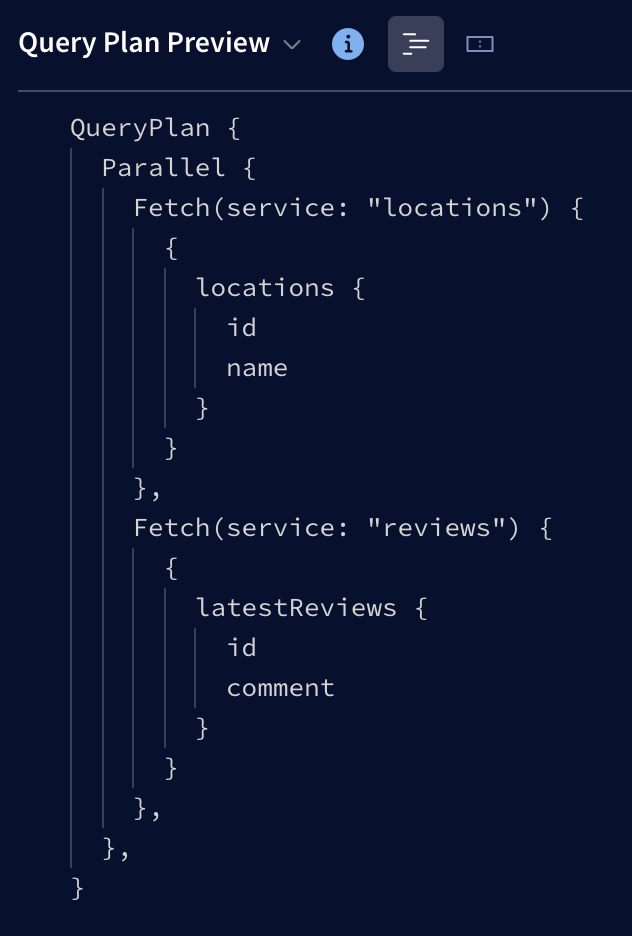 Query Plan Preview
QueryPlan {
  Parallel {
    Fetch(service: "locations") {
      {
        locations {
          id
          name
        }
      }
    },
    Fetch(service: "reviews") {
      {
        latestReviews {
          id
          comment
        }
      }
    },
  },
}